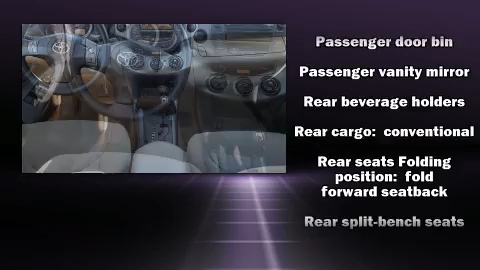 Passenger door bin
Passenger vanity mirror
Rear beverage holders
Rear cargo:  conventional
Rear seats Folding
position:  fold
forward seatback
Rear split-bench seats